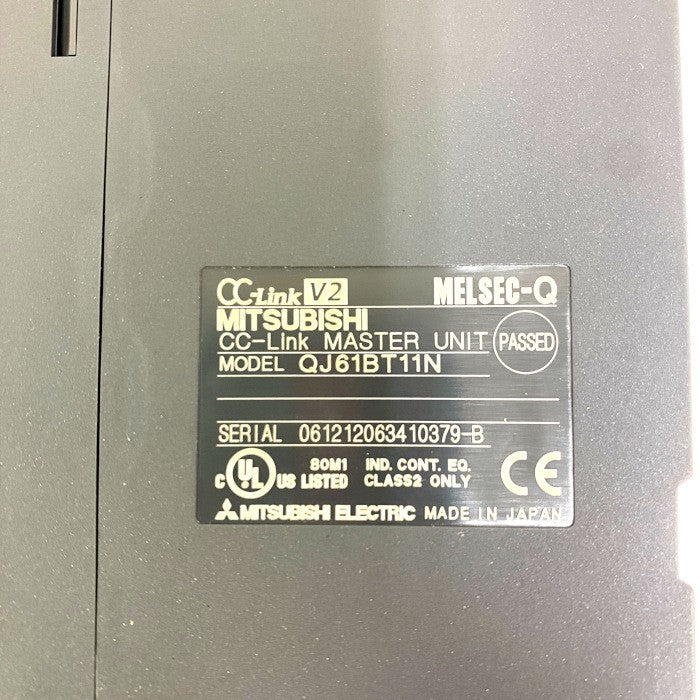 CC-Link V2 MELSEC-Q
MITSUBISHI
CC-Link MASTER UNIT PASSED
MODEL QJ61BT11N
SERIAL 061212063410379-B
C UL US LISTED 80M1 IND. CONT. EQ. CLASS2 ONLY CE
MITSUBISHI ELECTRIC MADE IN JAPAN